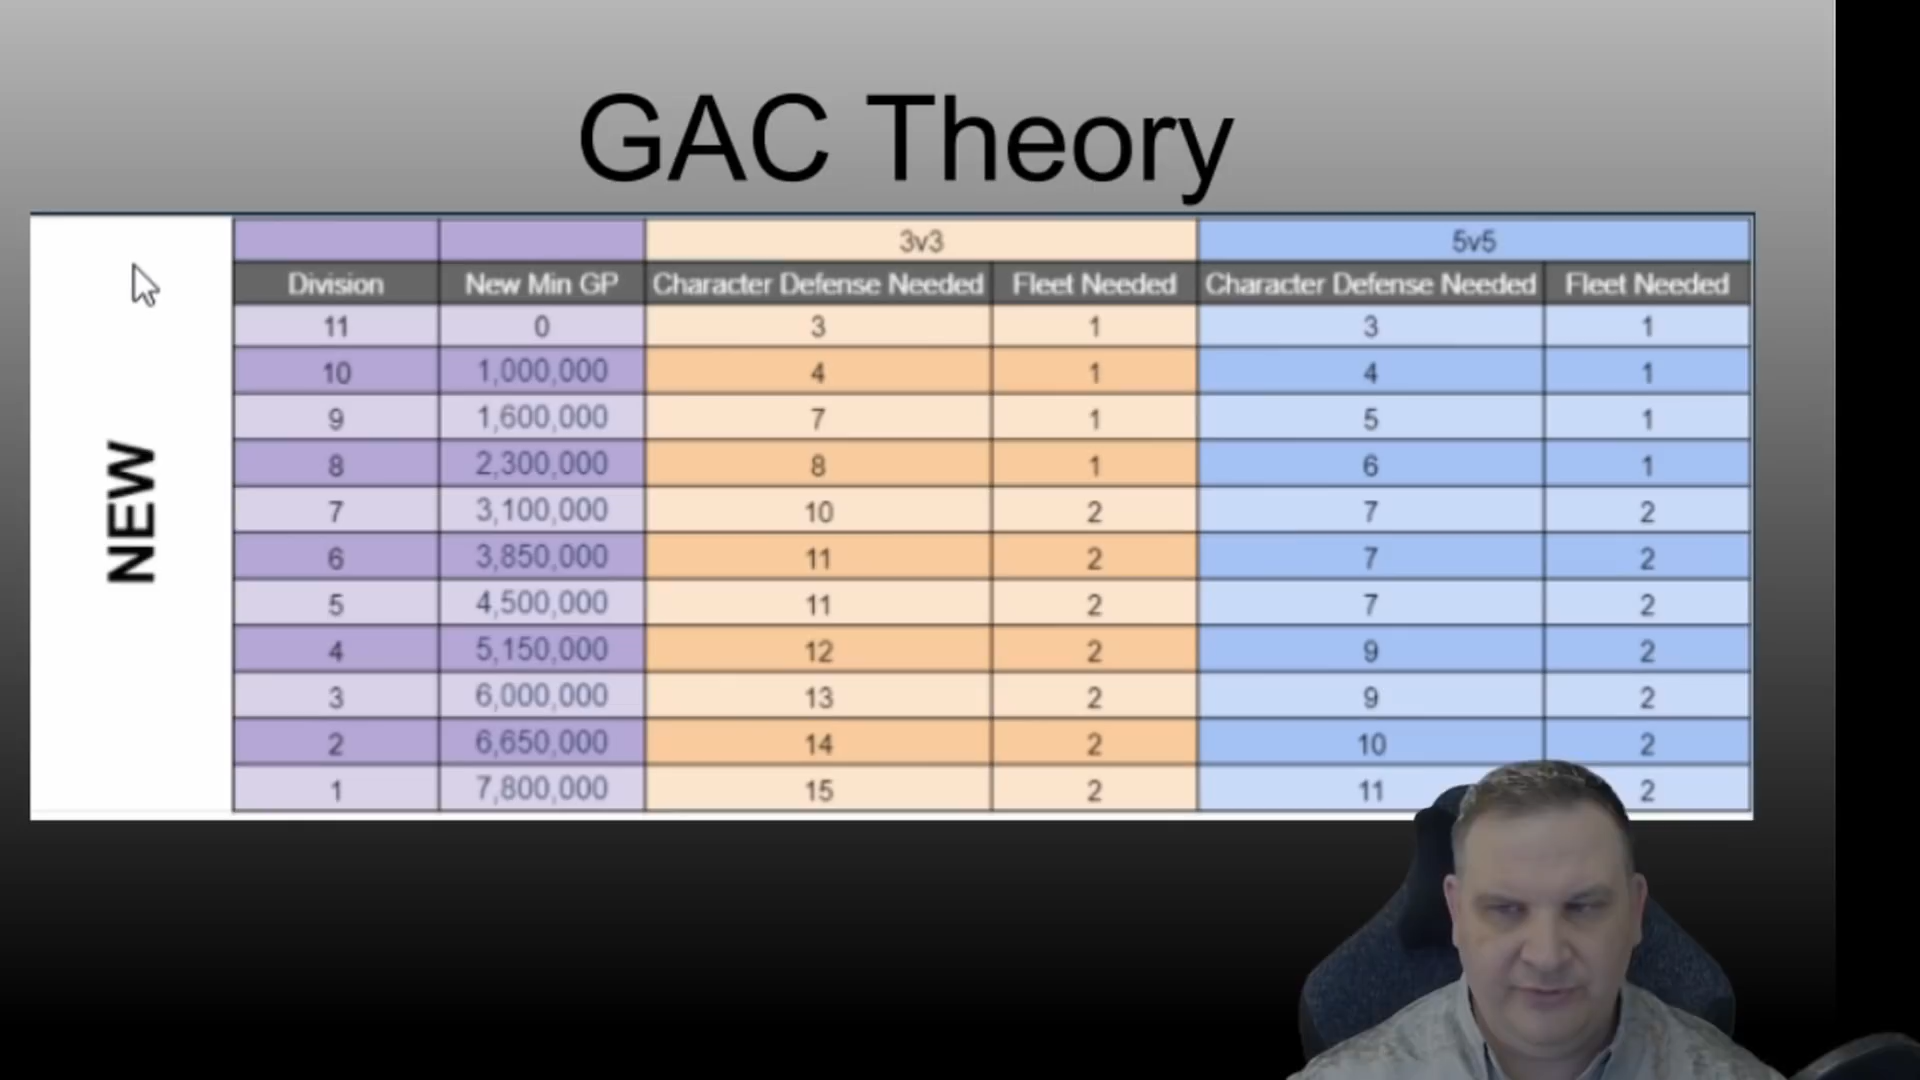 GAC Theory
3v3 5v5
Division New Min GP Character Defense Needed Fleet Needed Character Defense Needed Fleet Needed
11 0 3 1 3 1
10 1,000,000 4 1 4 1
9 1,600,000 7 1 5 1
8 2,300,000 8 1 6 1
7 3,100,000 10 2 7 2
6 3,850,000 11 2 7 2
5 4,500,000 11 2 7 2
4 5,150,000 12 2 9 2
3 6,000,000 13 2 9 2
2 6,650,000 14 2 10 2
1 7,800,000 15 2 11 2
NEW